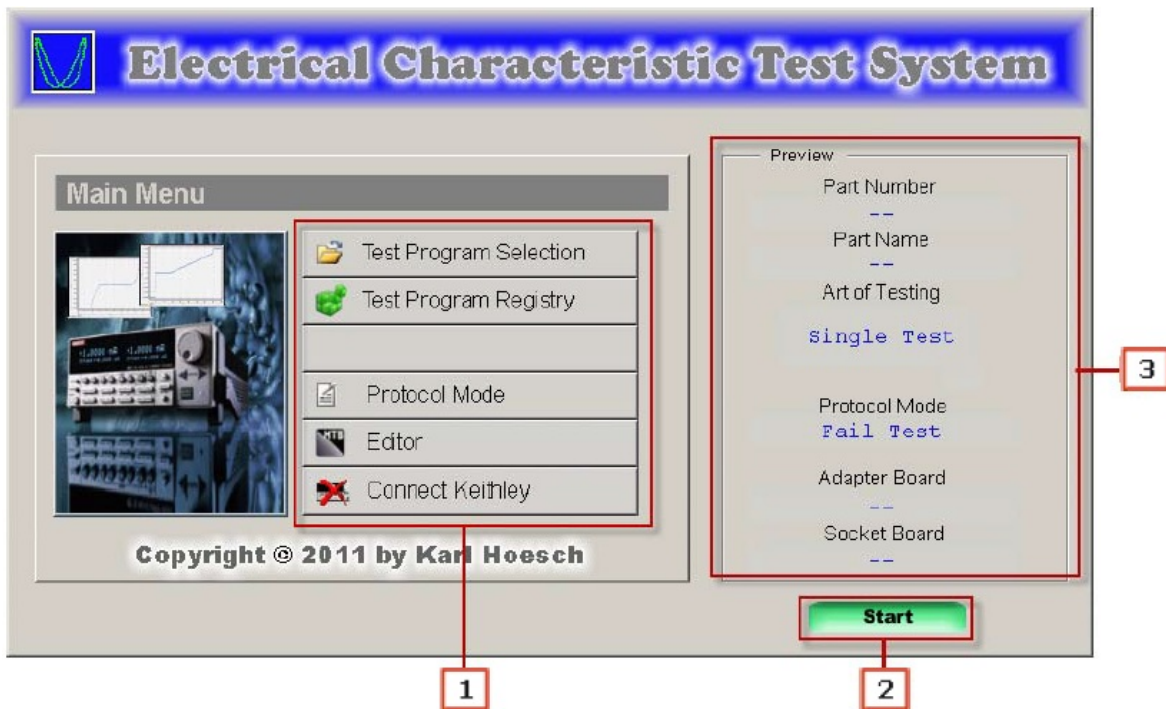 Electrical Characteristic Test System
Main Menu
Test Program Selection
Test Program Registry
Protocol Mode
Editor
Connect Keithley
Copyright © 2011 by Karl Hoesch
Preview
Part Number
--
Part Name
--
Art of Testing
Single Test
Protocol Mode
Fail Test
Adapter Board
--
Socket Board
--
Start
1
2
3